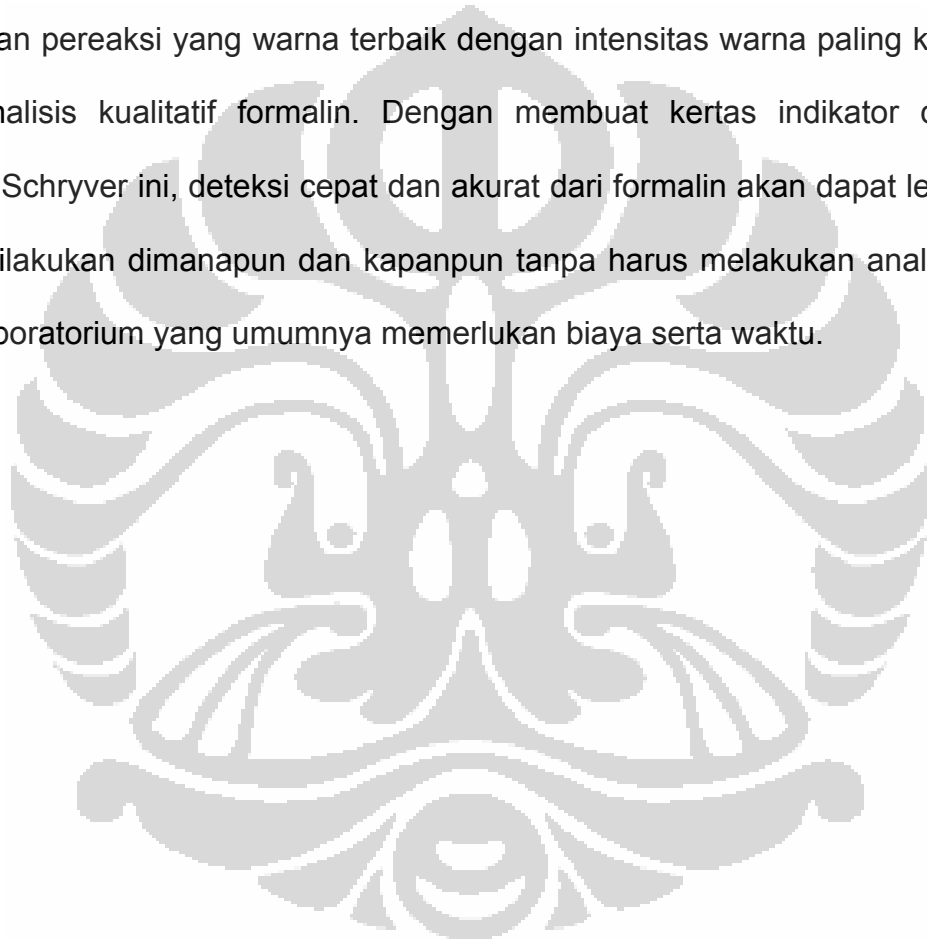 an pereaksi yang warna terbaik dengan intensitas warna paling k
alisis kualitatif formalin. Dengan membuat kertas indikator
Schryver ini, deteksi cepat dan akurat dari formalin akan dapat le
ilakukan dimanapun dan kapanpun tanpa harus melakukan anal
boratorium yang umumnya memerlukan biaya serta waktu.